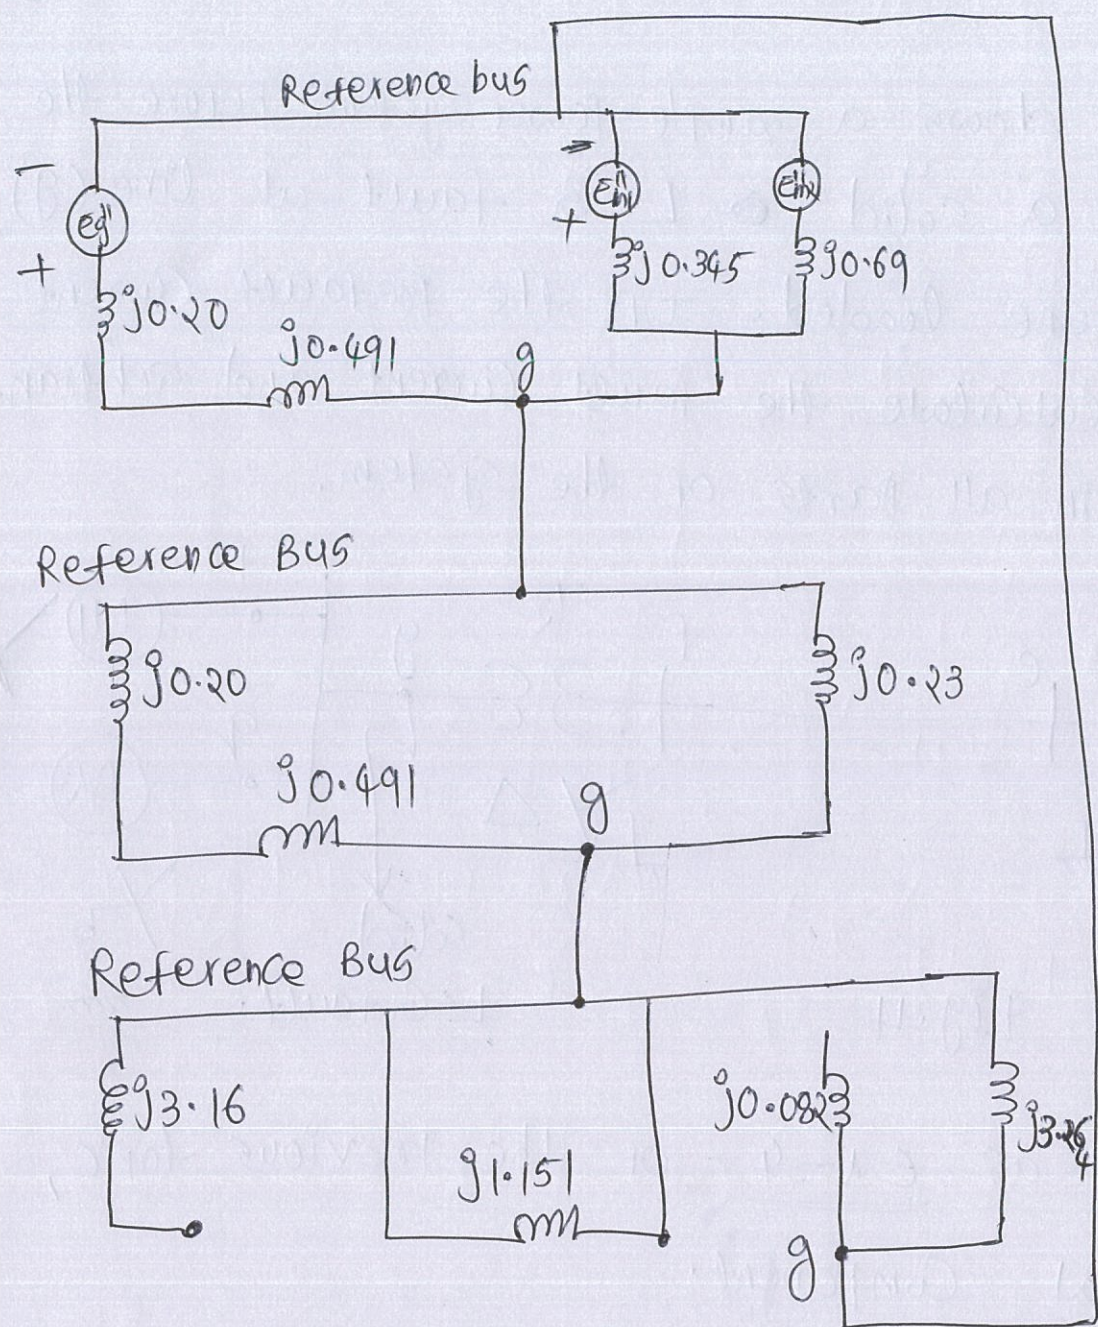 Reference bus
−
Eg"
+
j0.20
Em1"
+
j0.345
j0.69
j0.491
g
Reference Bus
j0.20
j0.23
j0.491
g
Reference Bus
j3.16
j1.151
j0.082
g